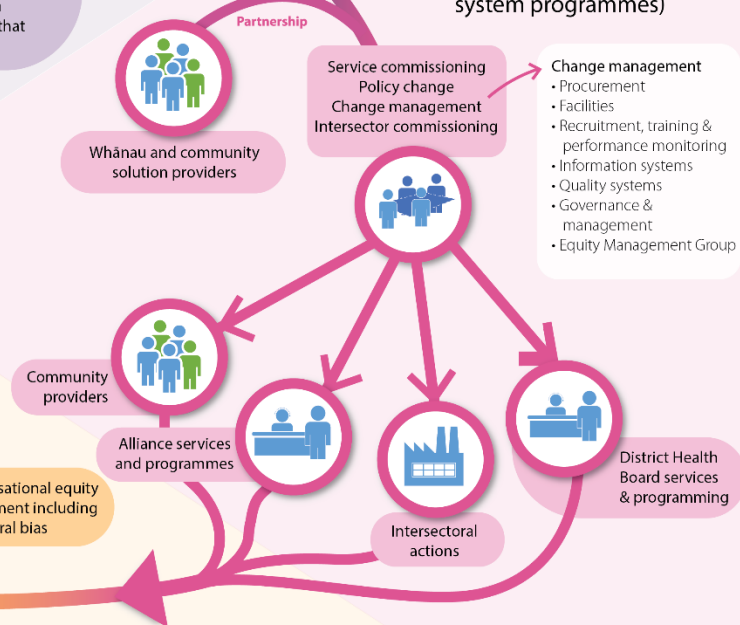 that
system programmes)
Partnership
Service commissioning
Policy change
Change management
Intersector commissioning
Change management
• Procurement
• Facilities
• Recruitment, training &
performance monitoring
• Information systems
• Quality systems
• Governance &
management
• Equity Management Group
Whānau and community
solution providers
Community
providers
Alliance services
and programmes
Intersectoral
actions
District Health
Board services
& programming
sational equity
ment including
ral bias